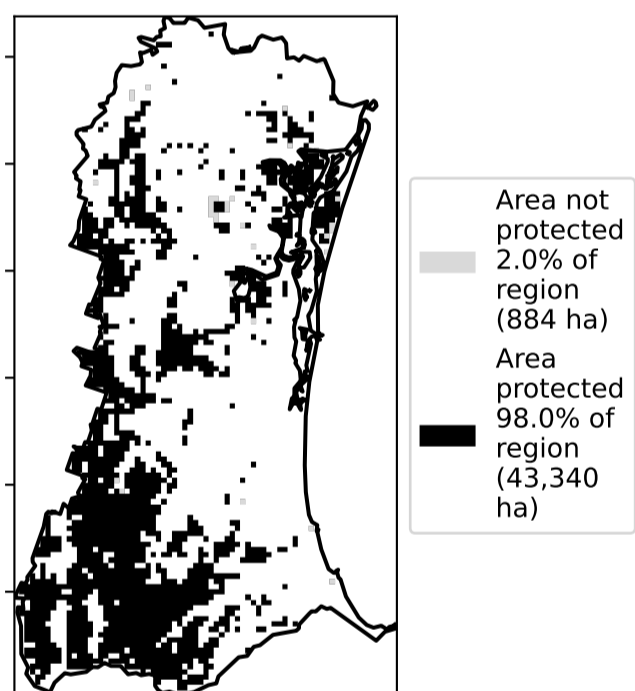 Area not
protected
2.0% of
region
(884 ha)
Area
protected
98.0% of
region
(43,340
ha)